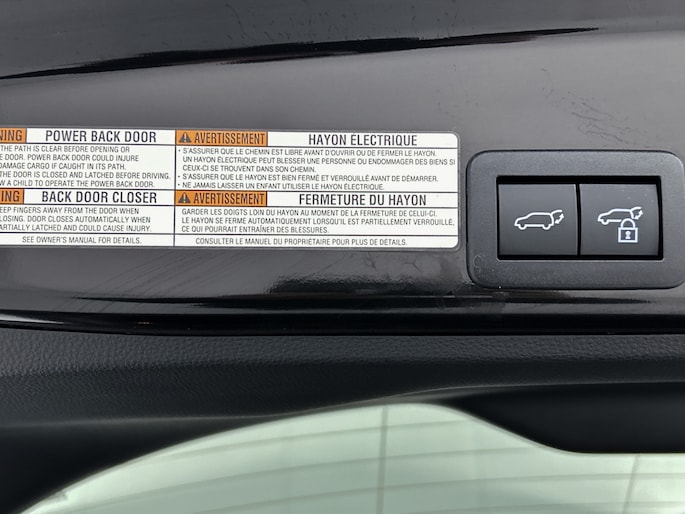 NING POWER BACK DOOR
THE PATH IS CLEAR BEFORE OPENING OR
E DOOR. POWER BACK DOOR COULD INJURE
DAMAGE CARGO IF CAUGHT IN ITS PATH.
THE DOOR IS CLOSED AND LATCHED BEFORE DRIVING.
W A CHILD TO OPERATE THE POWER BACK DOOR.
NING BACK DOOR CLOSER
EEP FINGERS AWAY FROM THE DOOR WHEN
LOSING. DOOR CLOSES AUTOMATICALLY WHEN
ARTIALLY LATCHED AND COULD CAUSE INJURY.
SEE OWNER'S MANUAL FOR DETAILS.
AVERTISSEMENT HAYON ÉLECTRIQUE
• S'ASSURER QUE LE CHEMIN EST LIBRE AVANT D'OUVRIR OU DE FERMER LE HAYON.
UN HAYON ÉLECTRIQUE PEUT BLESSER UNE PERSONNE OU ENDOMMAGER DES BIENS SI
CEUX-CI SE TROUVENT DANS SON CHEMIN.
• S'ASSURER QUE LE HAYON EST BIEN FERMÉ ET VERROUILLÉ AVANT DE DÉMARRER.
• NE JAMAIS LAISSER UN ENFANT UTILISER LE HAYON ÉLECTRIQUE.
AVERTISSEMENT FERMETURE DU HAYON
GARDER LES DOIGTS LOIN DU HAYON AU MOMENT DE LA FERMETURE DE CELUI-CI.
LE HAYON SE FERME AUTOMATIQUEMENT LORSQU'IL EST PARTIELLEMENT VERROUILLÉ,
CE QUI POURRAIT ENTRAÎNER DES BLESSURES.
CONSULTER LE MANUEL DU PROPRIÉTAIRE POUR PLUS DE DÉTAILS.